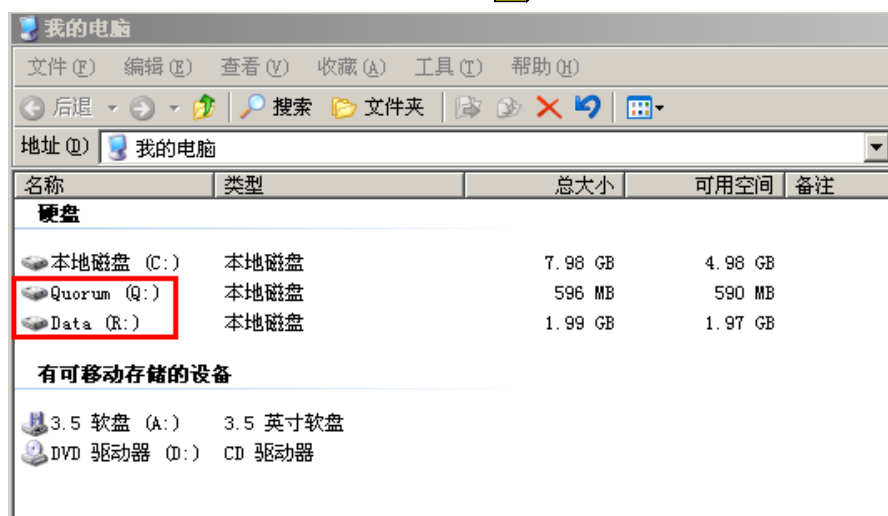 我的电脑
文件(F) 编辑(E) 查看(V) 收藏(A) 工具(T) 帮助(H)
后退 搜索 文件夹
地址(D) 我的电脑
名称 类型 总大小 可用空间 备注
硬盘
本地磁盘 (C:) 本地磁盘 7.98 GB 4.98 GB
Quorum (Q:) 本地磁盘 596 MB 590 MB
Data (R:) 本地磁盘 1.99 GB 1.97 GB
有可移动存储的设备
3.5 软盘 (A:) 3.5 英寸软盘
DVD 驱动器 (D:) CD 驱动器